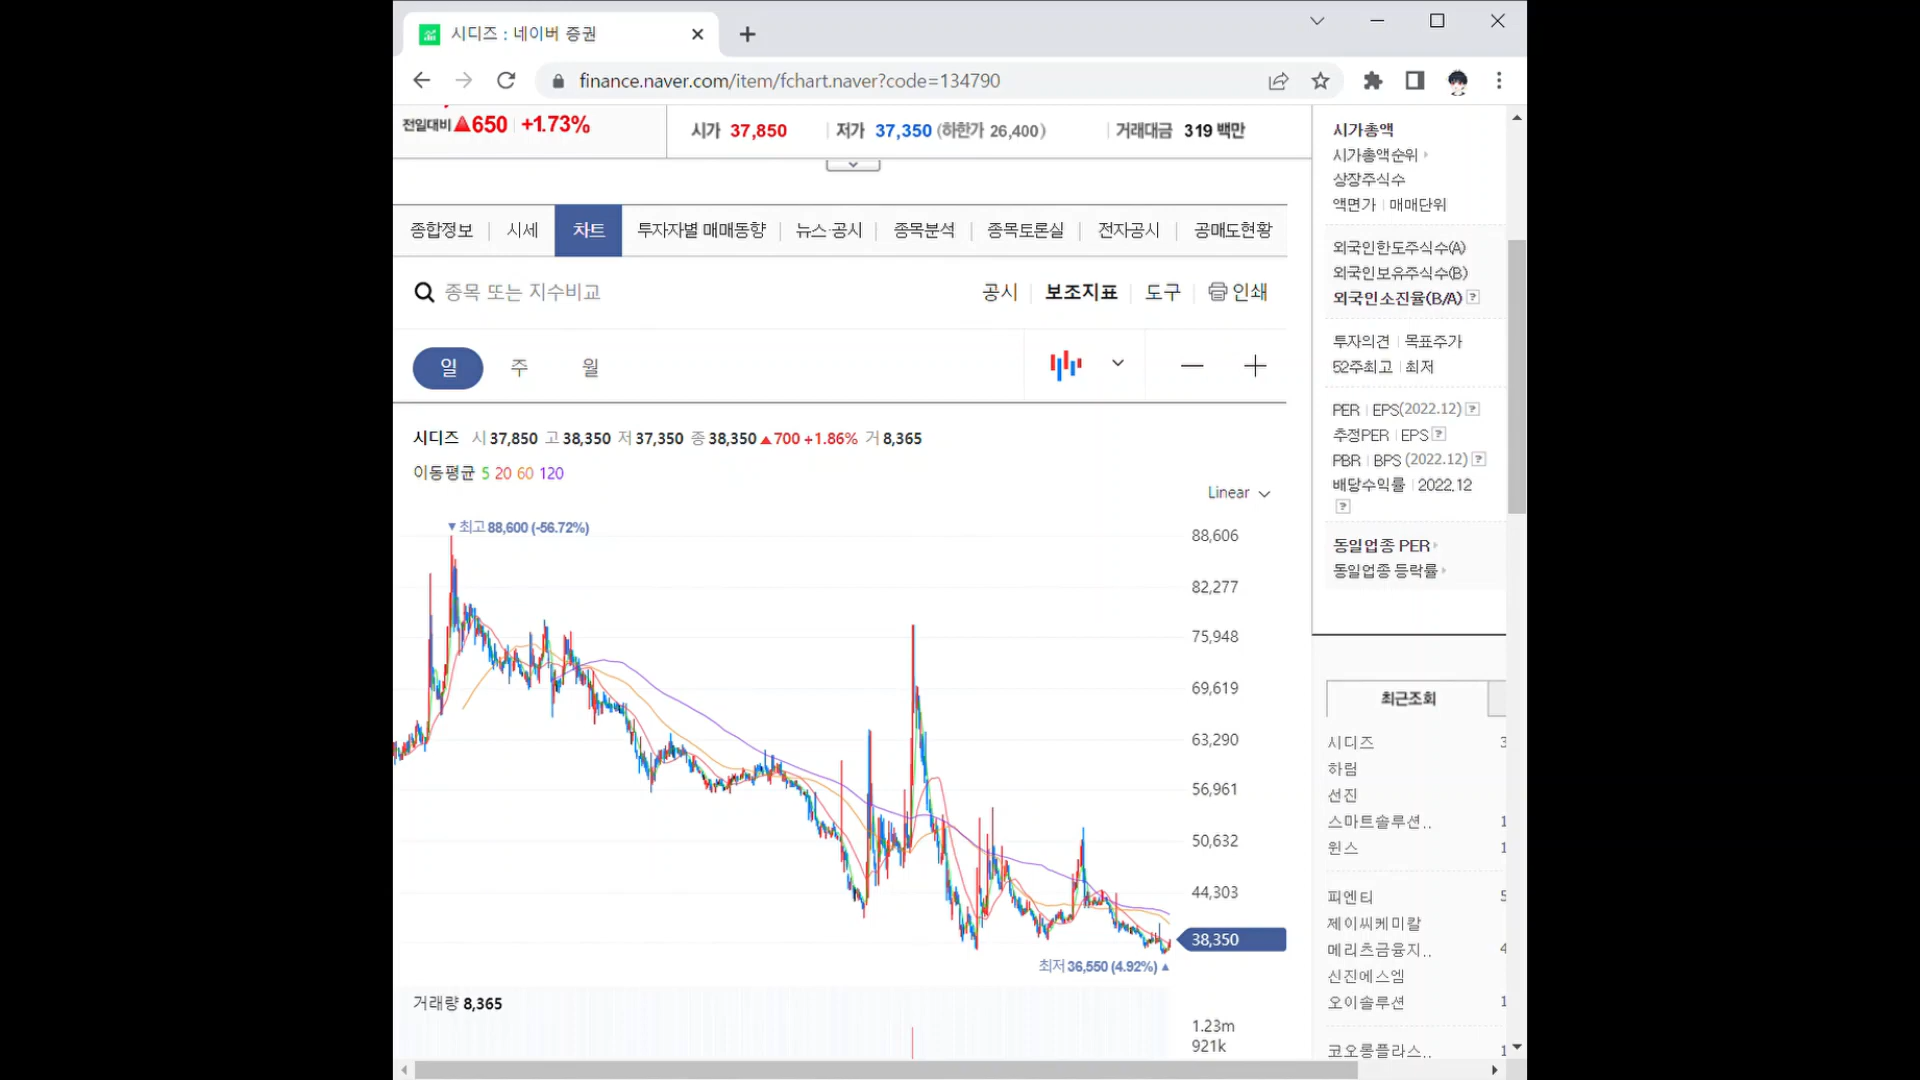 시디즈 : 네이버 증권
finance.naver.com/item/fchart.naver?code=134790
전일대비 ▲650 +1.73%
시가 37,850 저가 37,350 (하한가 26,400) 거래대금 319 백만
종합정보 시세 차트 투자자별 매매동향 뉴스·공시 종목분석 종목토론실 전자공시 공매도현황
종목 또는 지수비교 공시 보조지표 도구 인쇄
일 주 월
시디즈 시 37,850 고 38,350 저 37,350 종 38,350 ▲700 +1.86% 거 8,365
이동평균 5 20 60 120
Linear
▼최고 88,600 (-56.72%)
88,606
82,277
75,948
69,619
63,290
56,961
50,632
44,303
38,350
최저 36,550 (4.92%) ▲
거래량 8,365
1.23m
921k
시가총액
시가총액순위
상장주식수
액면가 매매단위
외국인한도주식수(A)
외국인보유주식수(B)
외국인소진율(B/A) ?
투자의견 목표주가
52주최고 최저
PER EPS(2022.12) ?
추정PER EPS ?
PBR BPS (2022.12) ?
배당수익률 2022.12
?
동일업종 PER
동일업종 등락률
최근조회
시디즈 3
하림
선진
스마트솔루션.. 1
윈스 1
피엔티 5
제이씨케미칼
메리츠금융지.. 4
신진에스엠
오이솔루션 1
코오롱플라스.. 1